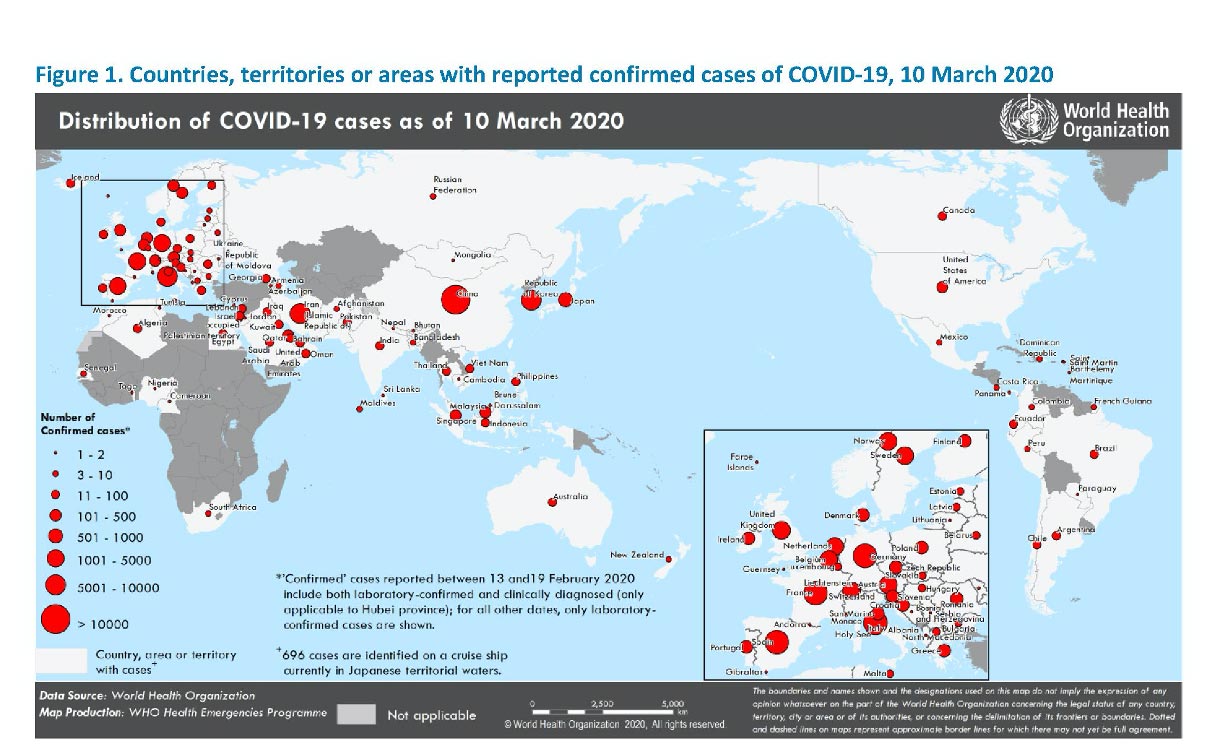 Figure 1. Countries, territories or areas with reported confirmed cases of COVID-19, 10 March 2020
Distribution of COVID-19 cases as of 10 March 2020
World Health
Organization
Iceland
Russian
Federation
Canada
Ukraine
Republic
of Moldova
Georgia
Armenia
Azerbaijan
Mongolia
United
States
of America
China
Republic
of Korea
Japan
Cyprus
Lebanon
Israel
Jordan
Iraq
Iran
(Islamic
Republic of)
Afghanistan
Pakistan
Tunisia
Morocco
Algeria
occupied
Palestinian territory
Egypt
Kuwait
Qatar
Bahrain
Saudi
Arabia
United
Arab
Emirates
Oman
Nepal
Bhutan
Bangladesh
India
Thailand
Viet Nam
Cambodia
Philippines
Sri Lanka
Maldives
Malaysia
Brune
Darussalam
Singapore
Indonesia
Senegal
Togo
Nigeria
Cameroon
South Africa
Australia
New Zealand
Mexico
Dominican
Republic
Saint Martin
Saint
Barthelemy
Martinique
Costa Rica
Panama
Colombia
French Guiana
Ecuador
Peru
Brazil
Paraguay
Chile
Argentina
Number of
Confirmed cases*
1 - 2
3 - 10
11 - 100
101 - 500
501 - 1000
1001 - 5000
5001 - 10000
> 10000
Country, area or territory
with cases+
*'Confirmed' cases reported between 13 and19 February 2020
include both laboratory-confirmed and clinically diagnosed (only
applicable to Hubei province); for all other dates, only laboratory-
confirmed cases are shown.
+696 cases are identified on a cruise ship
currently in Japanese territorial waters.
Norway
Sweden
Finland
Faroe
Islands
Estonia
Latvia
Lithuania
Denmark
United
Kingdom
Ireland
Belarus
Netherlands
Belgium
Luxembourg
Guernsey
Germany
Poland
Czech Republic
Slovakia
Liechtenstein
Austria
Hungary
France
Switzerland
Slovenia
Romania
Croatia
Bosnia
and Herzegovina
Serbia
San Marino
Monaco
Italy
Holy See
Albania
Bulgaria
North Macedonia
Andorra
Portugal
Spain
Greece
Gibraltar
Malta
Data Source: World Health Organization
Map Production: WHO Health Emergencies Programme
Not applicable
0 2,500 5,000
km
© World Health Organization 2020, All rights reserved.
The boundaries and names shown and the designations used on this map do not imply the expression of any
opinion whatsoever on the part of the World Health Organization concerning the legal status of any country,
territory, city or area or of its authorities, or concerning the delimitation of its frontiers or boundaries. Dotted
and dashed lines on maps represent approximate border lines for which there may not yet be full agreement.